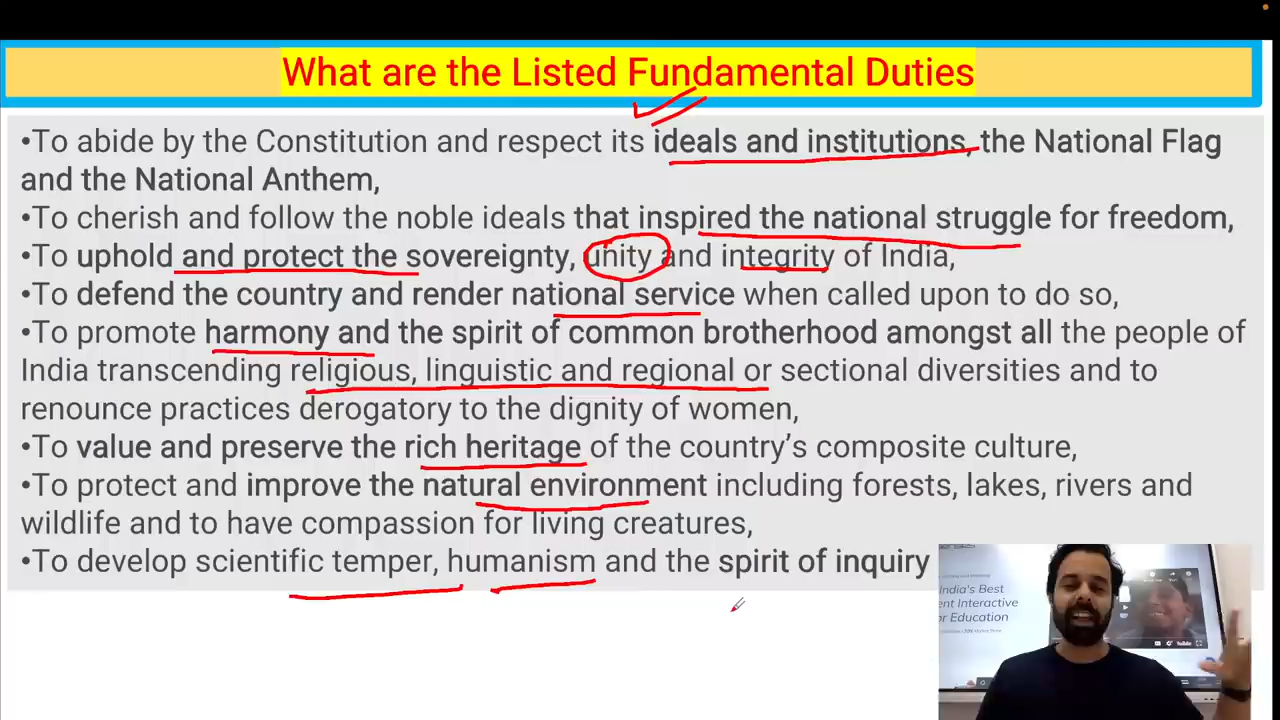 What are the Listed Fundamental Duties
•To abide by the Constitution and respect its ideals and institutions, the National Flag
and the National Anthem,
•To cherish and follow the noble ideals that inspired the national struggle for freedom,
•To uphold and protect the sovereignty, unity and integrity of India,
•To defend the country and render national service when called upon to do so,
•To promote harmony and the spirit of common brotherhood amongst all the people of
India transcending religious, linguistic and regional or sectional diversities and to
renounce practices derogatory to the dignity of women,
•To value and preserve the rich heritage of the country’s composite culture,
•To protect and improve the natural environment including forests, lakes, rivers and
wildlife and to have compassion for living creatures,
•To develop scientific temper, humanism and the spirit of inquiry
India's Best
Interactive
Education